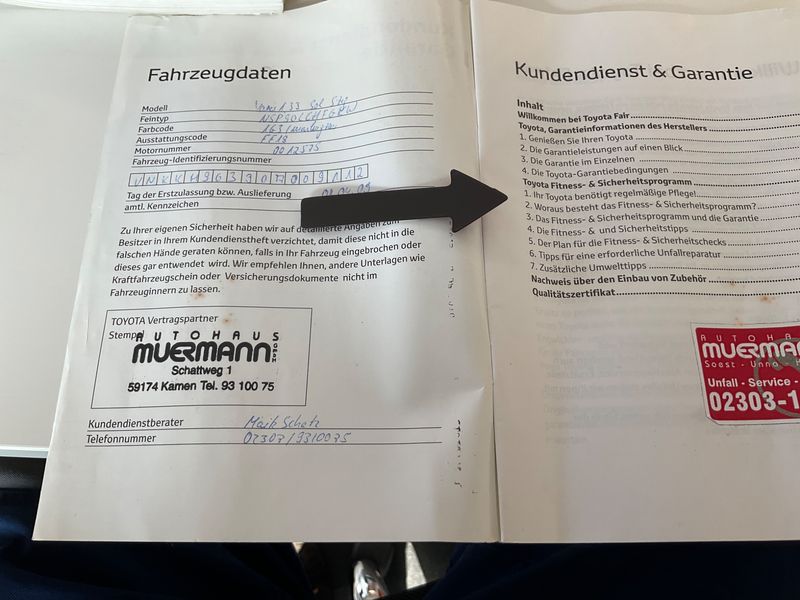 Fahrzeugdaten
Modell
Feintyp
Farbcode 1G3
Ausstattungscode
Motornummer 0012575
Fahrzeug-Identifizierungsnummer
Tag der Erstzulassung bzw. Auslieferung
amtl. Kennzeichen
Zu Ihrer eigenen Sicherheit haben wir auf detaillierte Angaben zum
Besitzer in Ihrem Kundendienstheft verzichtet, damit diese nicht in die
falschen Hände geraten können, falls in Ihr Fahrzeug eingebrochen oder
dieses gar entwendet wird. Wir empfehlen Ihnen, andere Unterlagen wie
Kraftfahrzeugschein oder Versicherungsdokumente nicht im
Fahrzeuginnern zu lassen.
TOYOTA Vertragspartner
Stempel
AUTOHAUS
MUERMANN GMBH
Schattweg 1
59174 Kamen Tel. 93 100 75
Kundendienstberater Maik Schatz
Telefonnummer 02307/9310075
Kundendienst & Garantie
Inhalt
Willkommen bei Toyota Fair
Toyota, Garantieinformationen des Herstellers
1. Genießen Sie Ihren Toyota
2. Die Garantieleistungen auf einen Blick
3. Die Garantie im Einzelnen
4. Die Toyota-Garantiebedingungen
Toyota Fitness- & Sicherheitsprogramm
1. Ihr Toyota benötigt regelmäßige Pflege!
2. Woraus besteht das Fitness- & Sicherheitsprogramm?
3. Das Fitness- & Sicherheitsprogramm und die Garantie
4. Die Fitness- & und Sicherheitstipps
5. Der Plan für die Fitness- & Sicherheitschecks
6. Tipps für eine erforderliche Unfallreparatur
7. Zusätzliche Umwelttipps
Nachweis über den Einbau von Zubehör
Qualitätszertifikat
AUTOHA
MUERMA
Soest - Unna - H
Unfall - Service -
02303-1